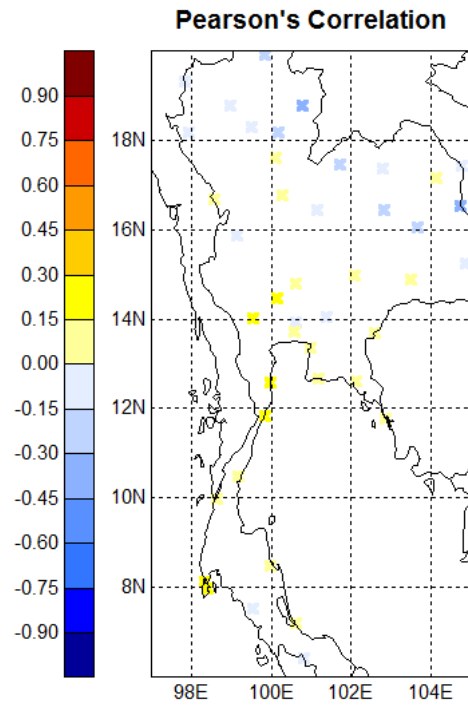 Pearson's Correlation
0.90
0.75
0.60
0.45
0.30
0.15
0.00
-0.15
-0.30
-0.45
-0.60
-0.75
-0.90
18N
16N
14N
12N
10N
8N
98E 100E 102E 104E